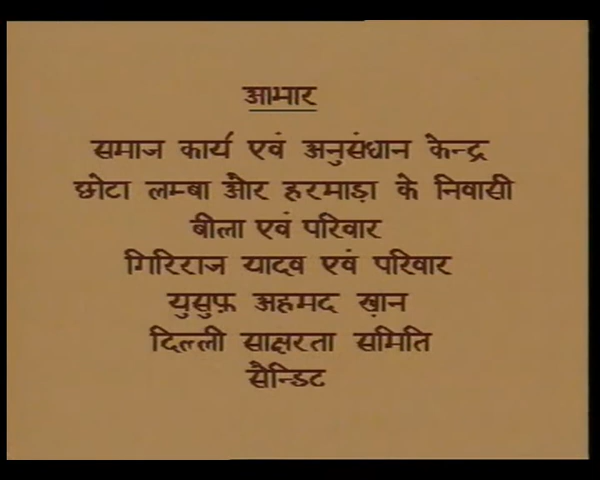 आभार
समाज कार्य एवं अनुसंधान केन्द्र
छोटा लम्बा और हरमाड़ा के निवासी
बीला एवं परिवार
गिरिराज यादव एवं परिवार
युसुफ़ अहमद ख़ान
दिल्ली साक्षरता समिति
सैन्डिट